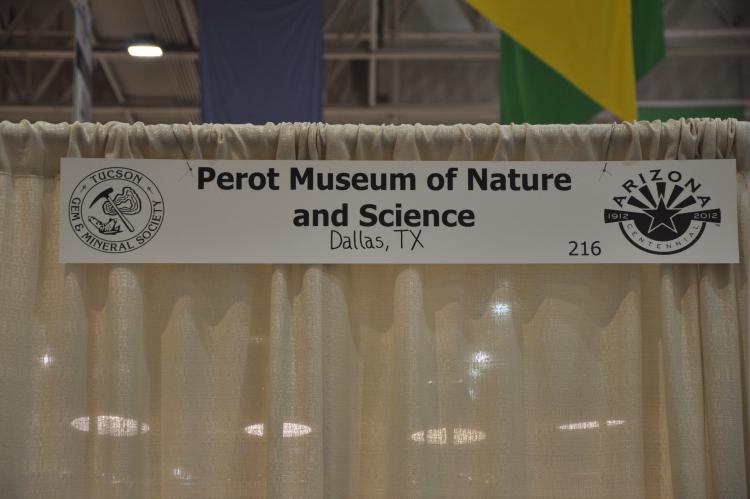 TUCSON
GEM & MINERAL SOCIETY
Perot Museum of Nature
and Science
Dallas, TX
216
ARIZONA
1912 2012
CENTENNIAL